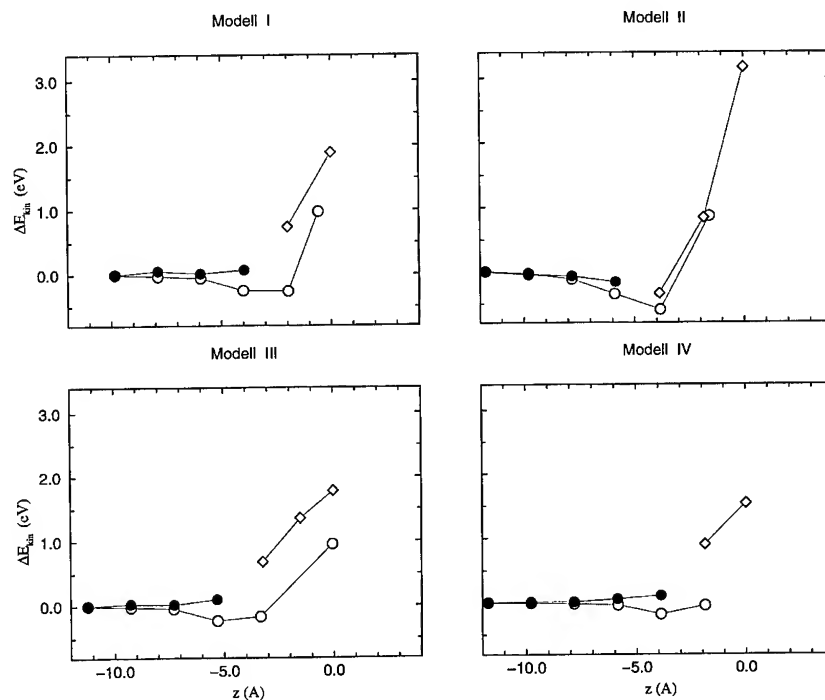 Modell I
Modell II
3.0
2.0
1.0
0.0
ΔE_kin (eV)
Modell III
Modell IV
3.0
2.0
1.0
0.0
ΔE_kin (eV)
-10.0 -5.0 0.0
z (A)
-10.0 -5.0 0.0
z (A)